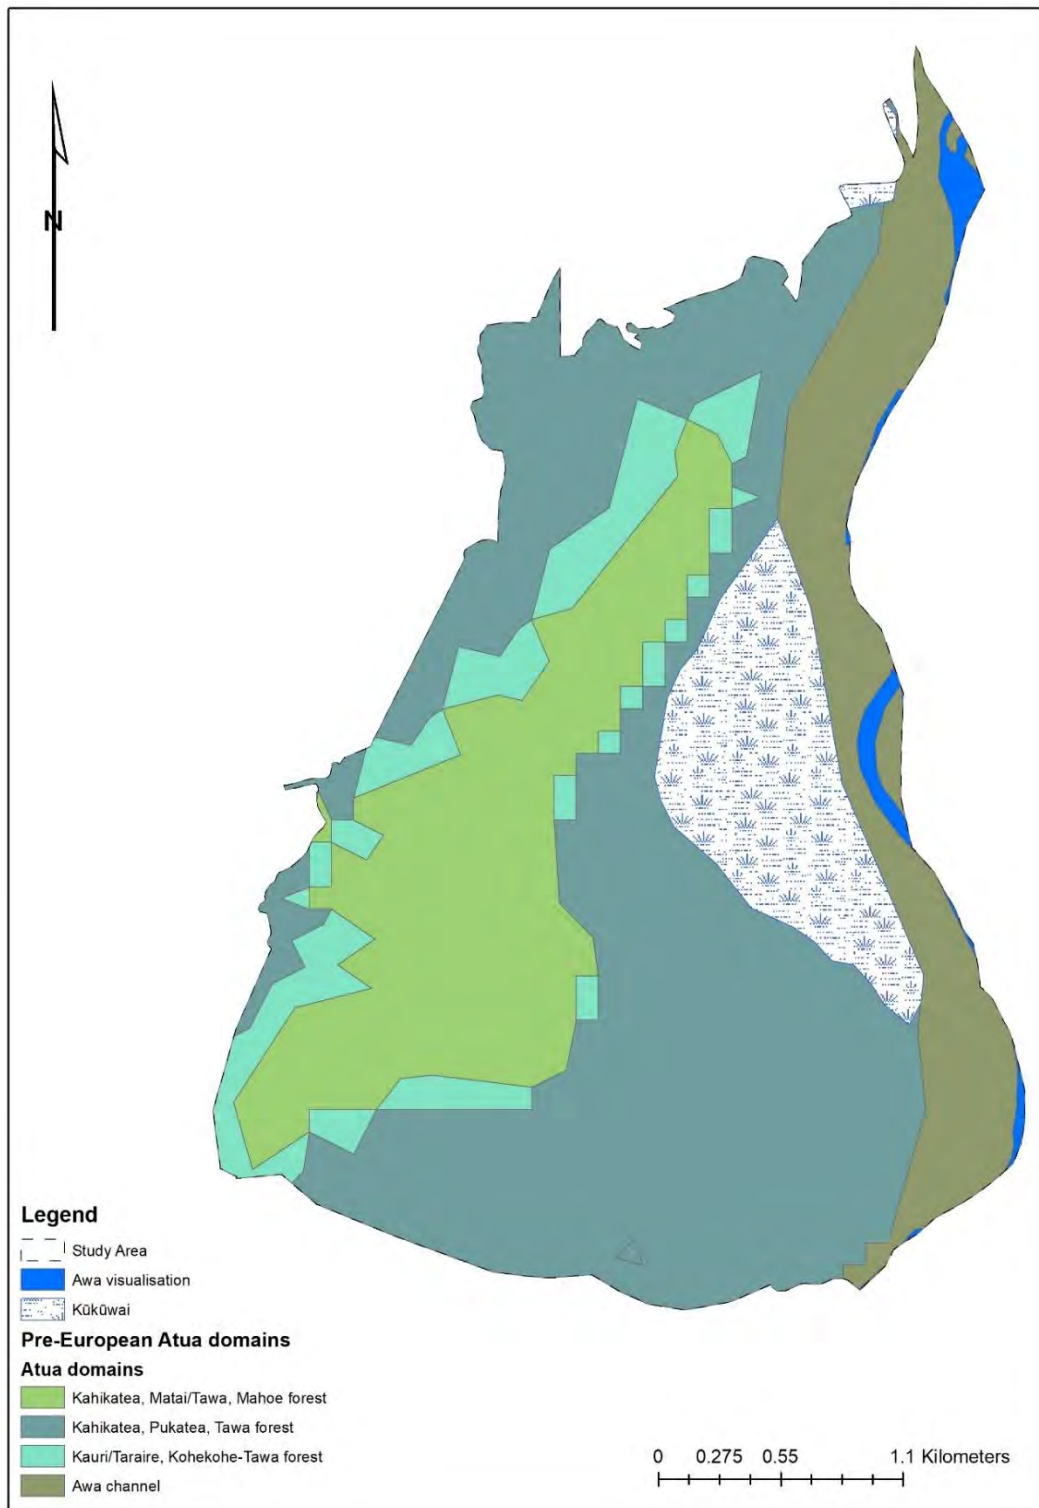 N
Legend
Study Area
Awa visualisation
Kūkūwai
Pre-European Atua domains
Atua domains
Kahikatea, Matai/Tawa, Mahoe forest
Kahikatea, Pukatea, Tawa forest
Kauri/Taraire, Kohekohe-Tawa forest
Awa channel
0 0.275 0.55 1.1 Kilometers